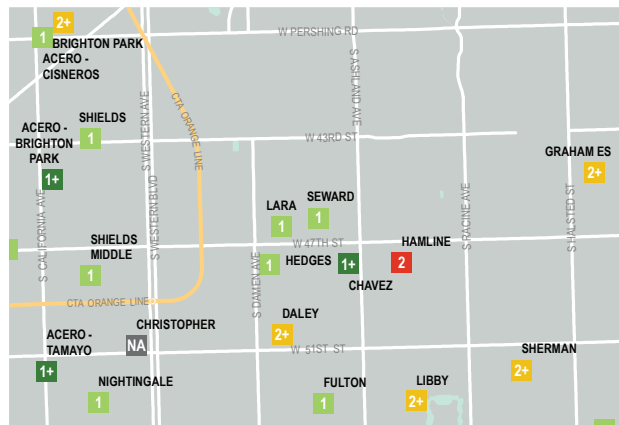 2+
1
BRIGHTON PARK
ACERO -
CISNEROS
W PERSHING RD
S ASHLAND AVE
S WESTERN AVE
CTA ORANGE LINE
SHIELDS
1
ACERO -
BRIGHTON
PARK
1+
W 43RD ST
GRAHAM ES
2+
S CALIFORNIA AVE
S WESTERN BLVD
S RACINE AVE
S HALSTED ST
LARA
1
SEWARD
1
W 47TH ST
SHIELDS
MIDDLE
1
S DAMEN AVE
1
HEDGES
1+
CHAVEZ
HAMLINE
2
CTA ORANGE LINE
DALEY
2+
CHRISTOPHER
NA
ACERO -
TAMAYO
1+
W 51ST ST
SHERMAN
2+
NIGHTINGALE
1
FULTON
1
LIBBY
2+